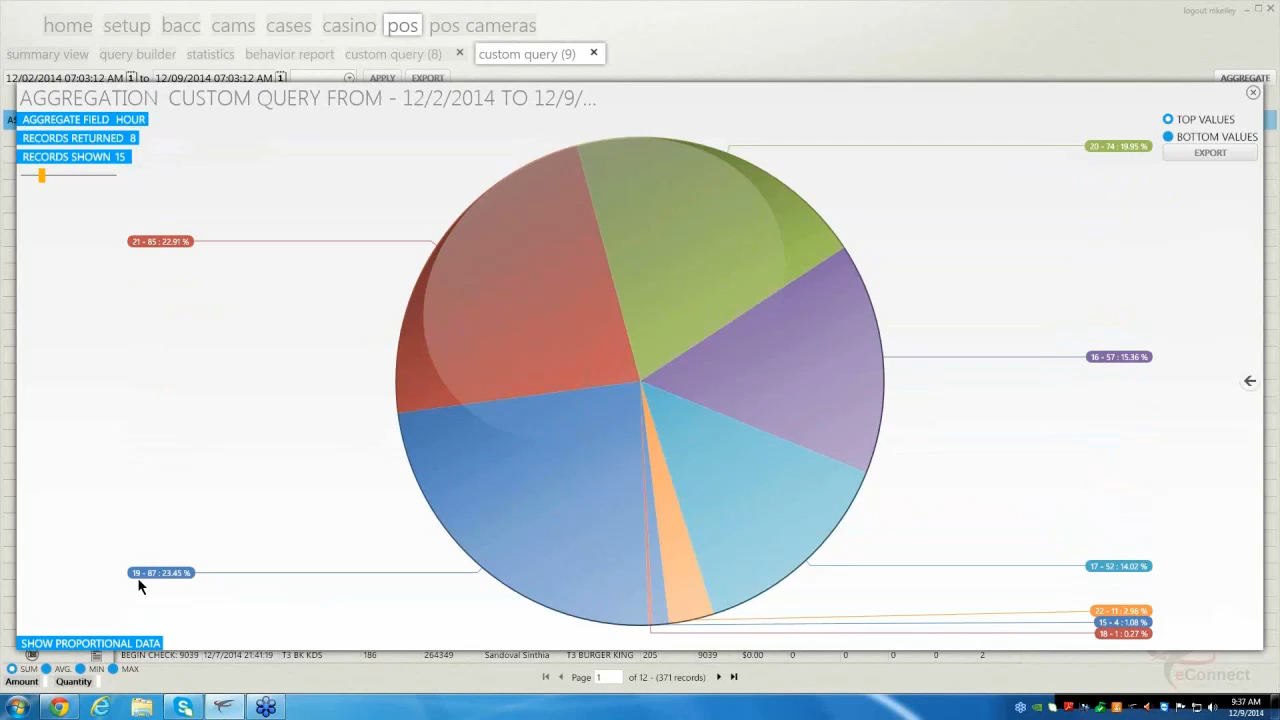 logout mkelley
home setup bacc cams cases casino pos pos cameras
summary view query builder statistics behavior report custom query (8) custom query (9)
12/02/2014 07:03:12 AM to 12/09/2014 07:03:12 AM APPLY EXPORT AGGREGATE
AGGREGATION CUSTOM QUERY FROM - 12/2/2014 TO 12/9/...
AGGREGATE FIELD HOUR
RECORDS RETURNED 8
RECORDS SHOWN 15
TOP VALUES
BOTTOM VALUES
EXPORT
20 - 74 : 19.95 %
21 - 85 : 22.91 %
16 - 57 : 15.36 %
17 - 52 : 14.02 %
19 - 87 : 23.45 %
22 - 11 : 2.96 %
15 - 4 : 1.08 %
18 - 1 : 0.27 %
SHOW PROPORTIONAL DATA
BEGIN CHECK: 9039 12/7/2014 21:41:19 T3 BK KDS 186 264349 Sandoval Sinthia T3 BURGER KING 205 9039 $0.00 0 0 0 0 2
SUM AVG. MIN MAX
Amount Quantity
Page 1 of 12 - (371 records)
eConnect
9:37 AM
12/9/2014